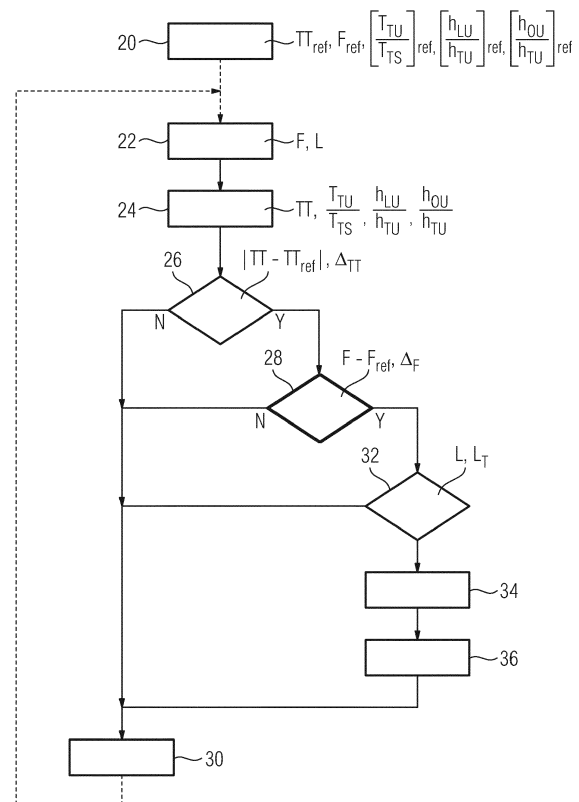 20 TT_ref, F_ref, [T_TU/T_TS]_ref, [h_LU/h_TU]_ref, [h_OU/h_TU]_ref
22 F, L
24 TT, T_TU/T_TS, h_LU/h_TU, h_OU/h_TU
26 |TT - TT_ref|, Δ_TT
N Y
28 F - F_ref, Δ_F
N Y
32 L, L_T
34
36
30